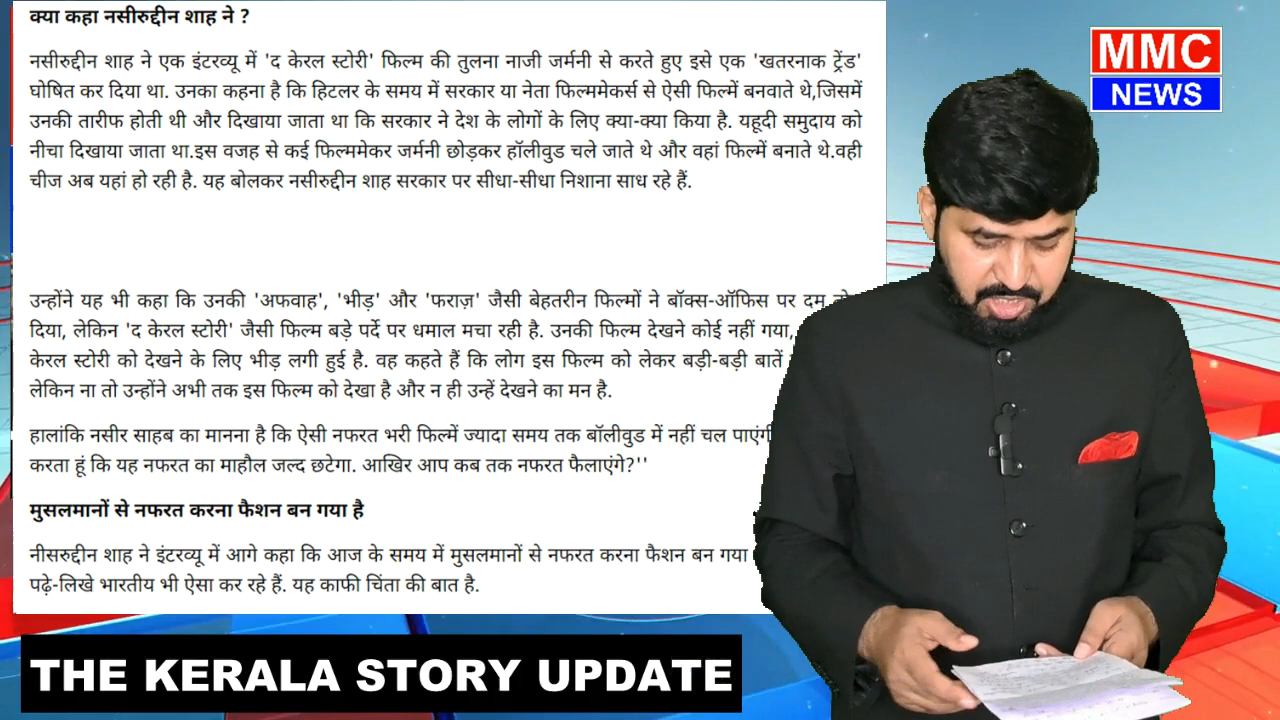 क्या कहा नसीरुद्दीन शाह ने ?
नसीरुद्दीन शाह ने एक इंटरव्यू में 'द केरल स्टोरी' फिल्म की तुलना नाजी जर्मनी से करते हुए इसे एक 'खतरनाक ट्रेंड'
घोषित कर दिया था. उनका कहना है कि हिटलर के समय में सरकार या नेता फिल्ममेकर्स से ऐसी फिल्में बनवाते थे,जिसमें
उनकी तारीफ होती थी और दिखाया जाता था कि सरकार ने देश के लोगों के लिए क्या-क्या किया है. यहूदी समुदाय को
नीचा दिखाया जाता था.इस वजह से कई फिल्ममेकर जर्मनी छोड़कर हॉलीवुड चले जाते थे और वहां फिल्में बनाते थे.वही
चीज अब यहां हो रही है. यह बोलकर नसीरुद्दीन शाह सरकार पर सीधा-सीधा निशाना साध रहे हैं.
उन्होंने यह भी कहा कि उनकी 'अफवाह', 'भीड़' और 'फराज़' जैसी बेहतरीन फिल्मों ने बॉक्स-ऑफिस पर दम
दिया, लेकिन 'द केरल स्टोरी' जैसी फिल्म बड़े पर्दे पर धमाल मचा रही है. उनकी फिल्म देखने कोई नहीं गया,
केरल स्टोरी को देखने के लिए भीड़ लगी हुई है. वह कहते हैं कि लोग इस फिल्म को लेकर बड़ी-बड़ी बातें
लेकिन ना तो उन्होंने अभी तक इस फिल्म को देखा है और न ही उन्हें देखने का मन है.
हालांकि नसीर साहब का मानना है कि ऐसी नफरत भरी फिल्में ज्यादा समय तक बॉलीवुड में नहीं चल
करता हूं कि यह नफरत का माहौल जल्द छटेगा. आखिर आप कब तक नफरत फैलाएंगे?''
मुसलमानों से नफरत करना फैशन बन गया है
नीसरुद्दीन शाह ने इंटरव्यू में आगे कहा कि आज के समय में मुसलमानों से नफरत करना फैशन बन गया
पढ़े-लिखे भारतीय भी ऐसा कर रहे हैं. यह काफी चिंता की बात है.
MMC
NEWS
THE KERALA STORY UPDATE